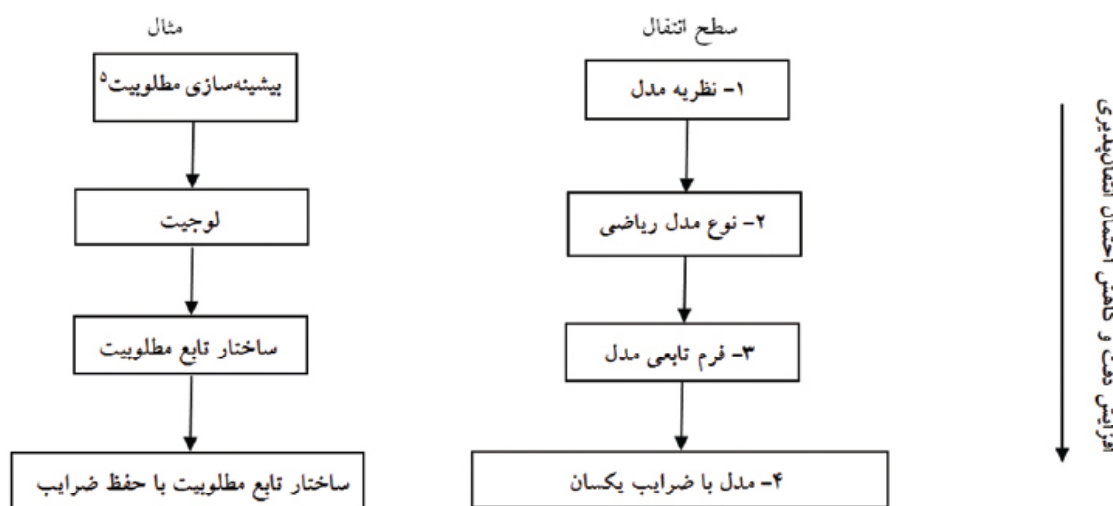 سطح انتقال
مثال
۱- نظریه مدل
بیشینه‌سازی مطلوبیت۵
۲- نوع مدل ریاضی
لوجیت
۳- فرم تابعی مدل
ساختار تابع مطلوبیت
۴- مدل با ضرایب یکسان
ساختار تابع مطلوبیت با حفظ ضرایب
افزایش دقت و کاهش احتمال انتقال‌پذیری